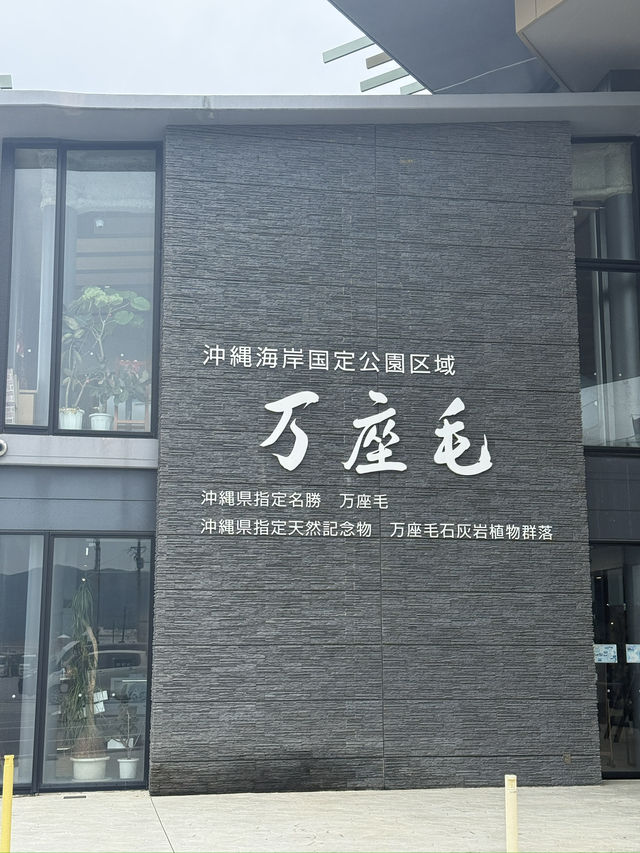 沖縄海岸国定公園区域
万座毛
沖縄県指定名勝　万座毛
沖縄県指定天然記念物　万座毛石灰岩植物群落